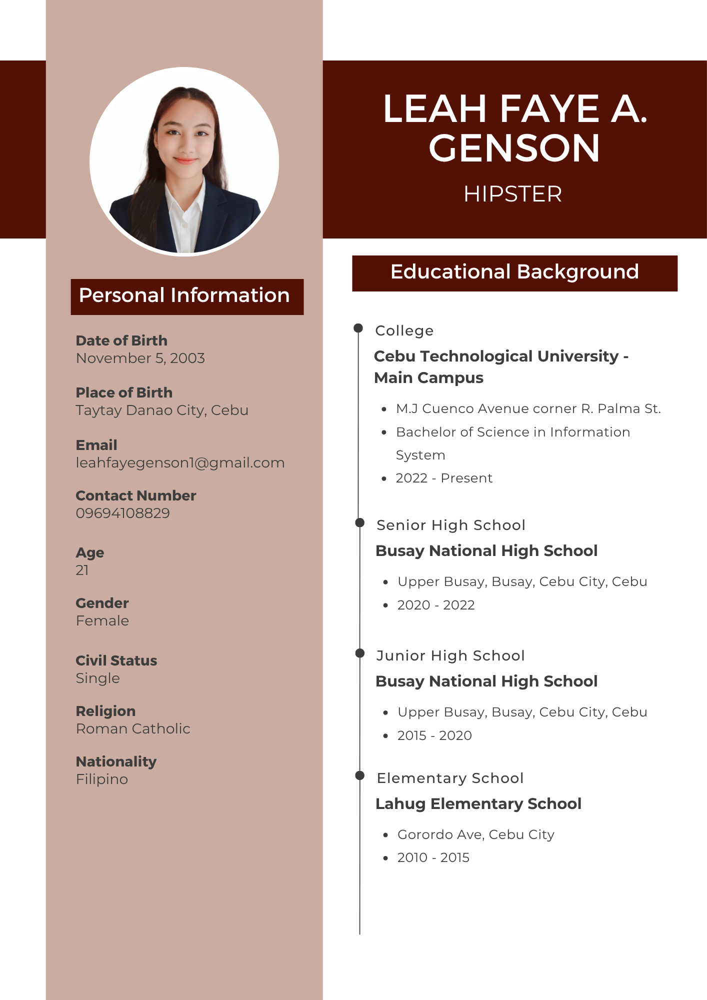 LEAH FAYE A.
GENSON
HIPSTER
Personal Information
Date of Birth
November 5, 2003
Place of Birth
Taytay Danao City, Cebu
Email
leahfayegenson1@gmail.com
Contact Number
09694108829
Age
21
Gender
Female
Civil Status
Single
Religion
Roman Catholic
Nationality
Filipino
Educational Background
College
Cebu Technological University -
Main Campus
• M.J Cuenco Avenue corner R. Palma St.
• Bachelor of Science in Information
System
• 2022 - Present
Senior High School
Busay National High School
• Upper Busay, Busay, Cebu City, Cebu
• 2020 - 2022
Junior High School
Busay National High School
• Upper Busay, Busay, Cebu City, Cebu
• 2015 - 2020
Elementary School
Lahug Elementary School
• Gorordo Ave, Cebu City
• 2010 - 2015